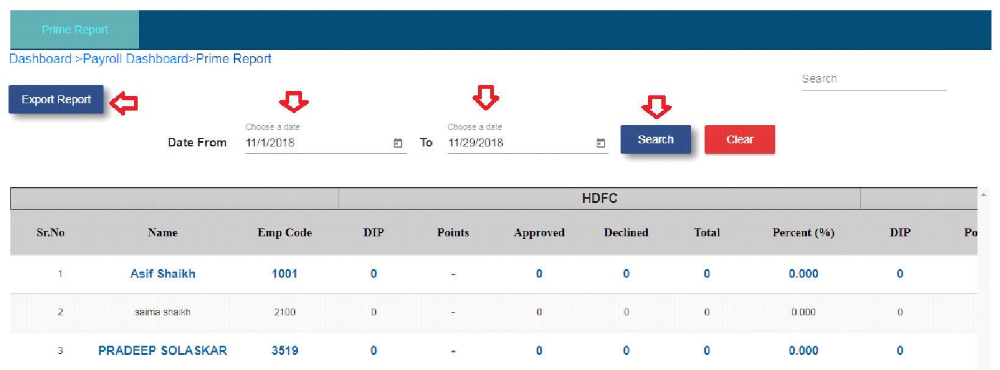 Prime Report
Dashboard >Payroll Dashboard>Prime Report
Search
Export Report
Choose a date Choose a date
Date From 11/1/2018 To 11/29/2018 Search Clear
HDFC
Sr.No Name Emp Code DIP Points Approved Declined Total Percent (%) DIP Po
1 Asif Shaikh 1001 0 - 0 0 0 0.000 0
2 saima shaikh 2100 0 - 0 0 0 0.000 0
3 PRADEEP SOLASKAR 3519 0 - 0 0 0 0.000 0